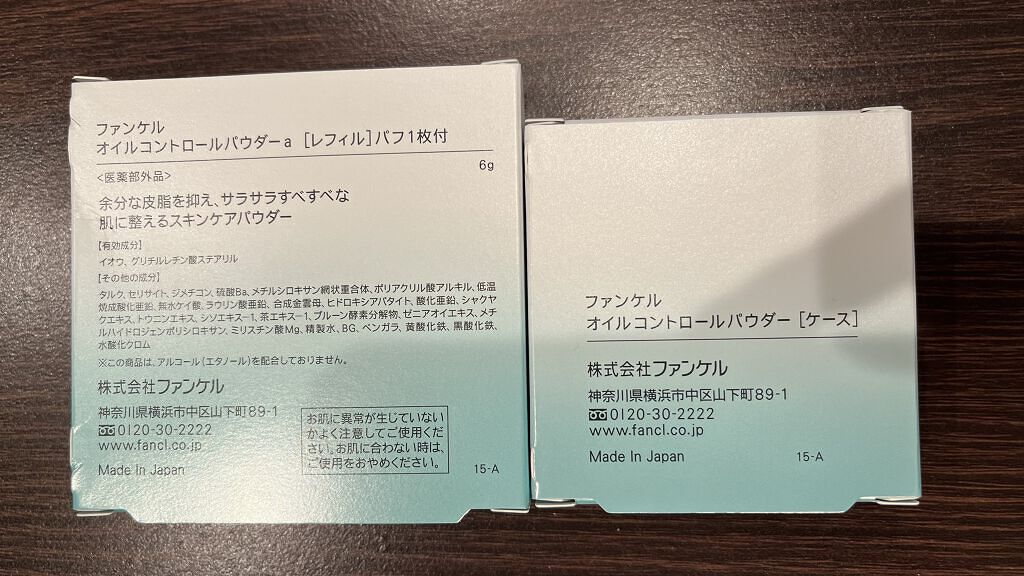 ファンケル
オイルコントロールパウダーa [レフィル]パフ1枚付
6g
<医薬部外品>
余分な皮脂を抑え、サラサラすべすべな
肌に整えるスキンケアパウダー
【有効成分】
イオウ、グリチルレチン酸ステアリル
【その他の成分】
タルク、セリサイト、ジメチコン、硫酸Ba、メチルシロキサン網状重合体、ポリアクリル酸アルキル、低温
焼成酸化亜鉛、無水ケイ酸、ラウリン酸亜鉛、合成金雲母、ヒドロキシアパタイト、酸化亜鉛、シャクヤ
クエキス、トウニンエキス、シソエキス-1、茶エキス-1、プルーン酵素分解物、ゼニアオイエキス、メチ
ルハイドロジェンポリシロキサン、ミリスチン酸Mg、精製水、BG、ベンガラ、黄酸化鉄、黒酸化鉄、
水酸化クロム
※この商品は、アルコール(エタノール)を配合しておりません。
株式会社ファンケル
神奈川県横浜市中区山下町89-1
0120-30-2222
www.fancl.co.jp
Made In Japan
お肌に異常が生じていない
かよく注意してご使用くだ
さい。お肌に合わない時は、
ご使用をおやめください。
15-A
ファンケル
オイルコントロールパウダー [ケース]
株式会社ファンケル
神奈川県横浜市中区山下町89-1
0120-30-2222
www.fancl.co.jp
Made In Japan
15-A